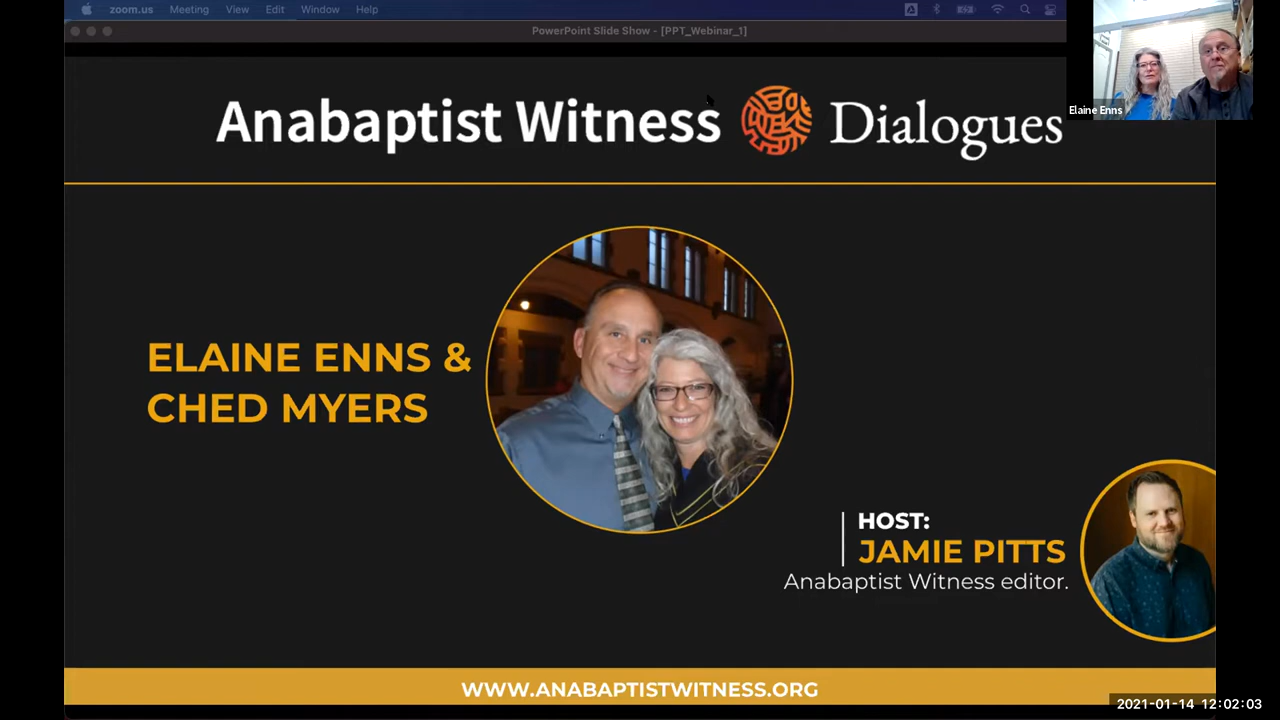 zoom.us Meeting View Edit Window Help
PowerPoint Slide Show - [PPT_Webinar_1]
Elaine Enns
Anabaptist Witness Dialogues
ELAINE ENNS &
CHED MYERS
HOST:
JAMIE PITTS
Anabaptist Witness editor.
WWW.ANABAPTISTWITNESS.ORG
2021-01-14 12:02:03